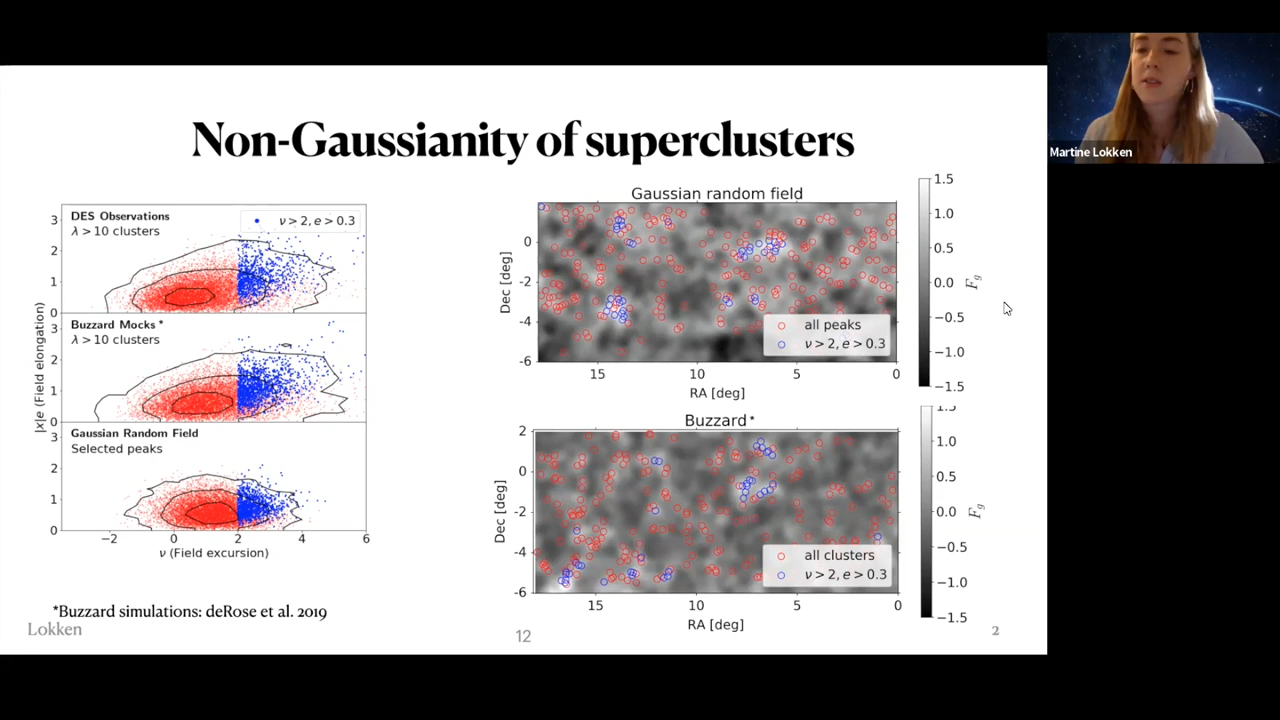 Non-Gaussianity of superclusters
Martine Lokken
DES Observations
λ > 10 clusters
ν > 2, e > 0.3
3
2
1
0
Buzzard Mocks *
λ > 10 clusters
3
2
1
0
Gaussian Random Field
Selected peaks
3
2
1
0
|x|e (Field elongation)
−2 0 2 4 6
ν (Field excursion)
Gaussian random field
0
-2
-4
-6
Dec [deg]
all peaks
ν > 2, e > 0.3
15 10 5 0
RA [deg]
1.5
1.0
0.5
0.0
−0.5
−1.0
−1.5
Fg
Buzzard *
2
0
-2
-4
-6
Dec [deg]
all clusters
ν > 2, e > 0.3
15 10 5 0
RA [deg]
1.0
0.5
0.0
−0.5
−1.0
−1.5
Fg
*Buzzard simulations: deRose et al. 2019
Lokken
12
2